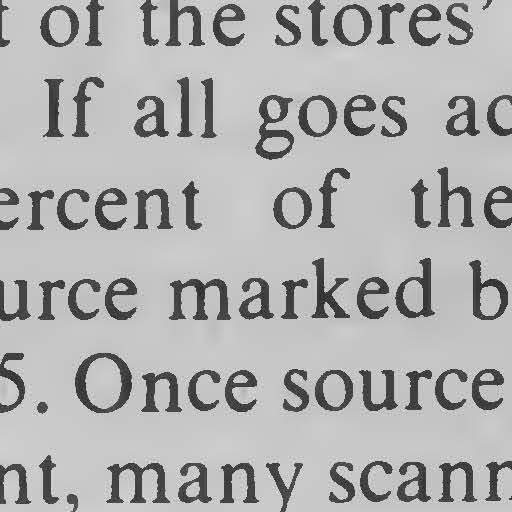 t of the stores'
If all goes ac
ercent of the
urce marked b
5. Once source
nt, many scann